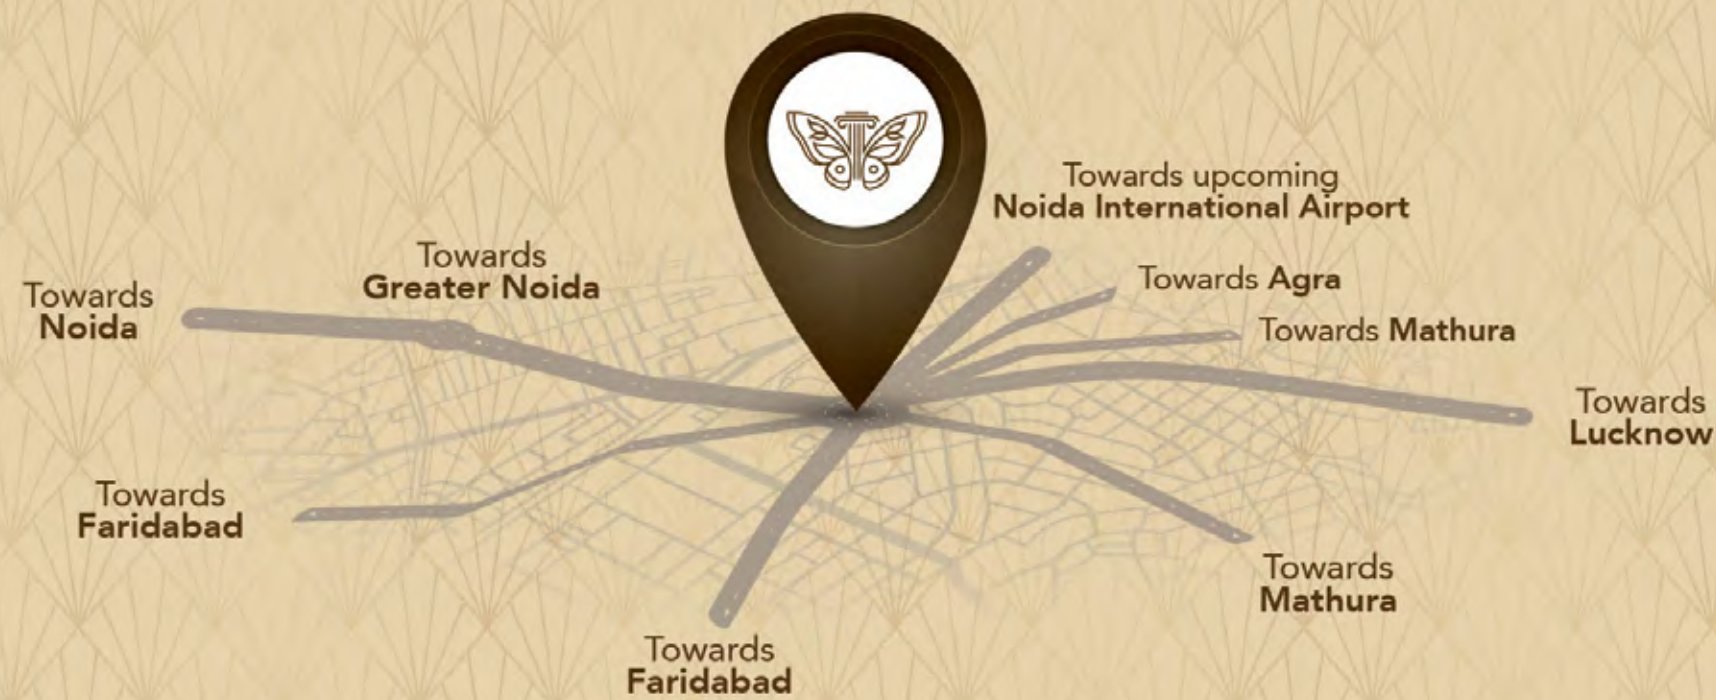 Towards upcoming
Noida International Airport
Towards
Greater Noida
Towards Agra
Towards
Noida
Towards Mathura
Towards
Lucknow
Towards
Faridabad
Towards
Mathura
Towards
Faridabad